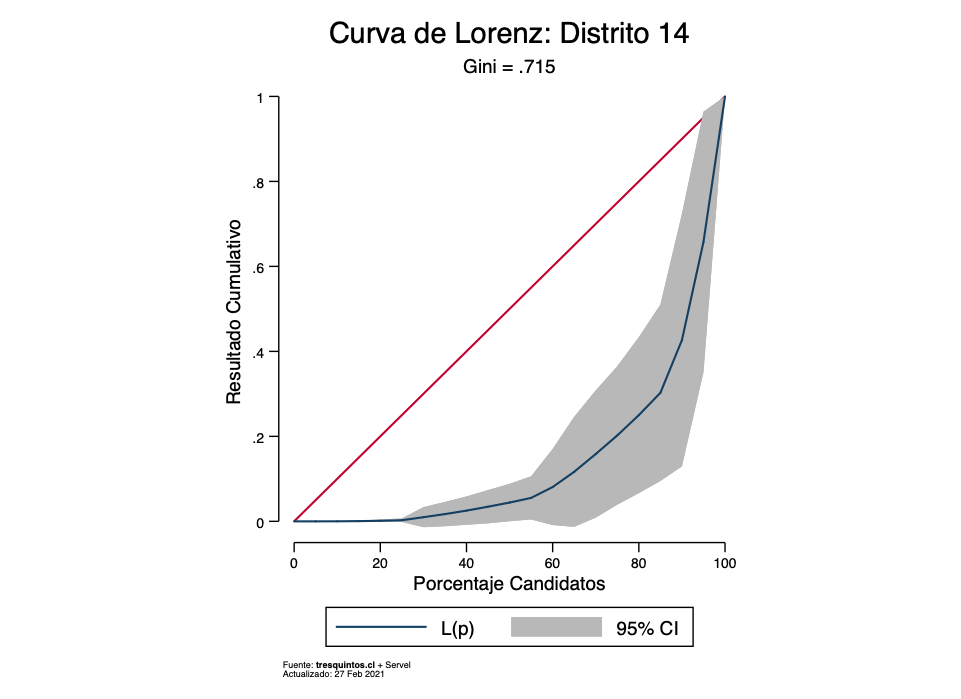 Curva de Lorenz: Distrito 14
Gini = .715
Resultado Cumulativo
1
.8
.6
.4
.2
0
0 20 40 60 80 100
Porcentaje Candidatos
L(p) 95% CI
Fuente: tresquintos.cl + Servel
Actualizado: 27 Feb 2021